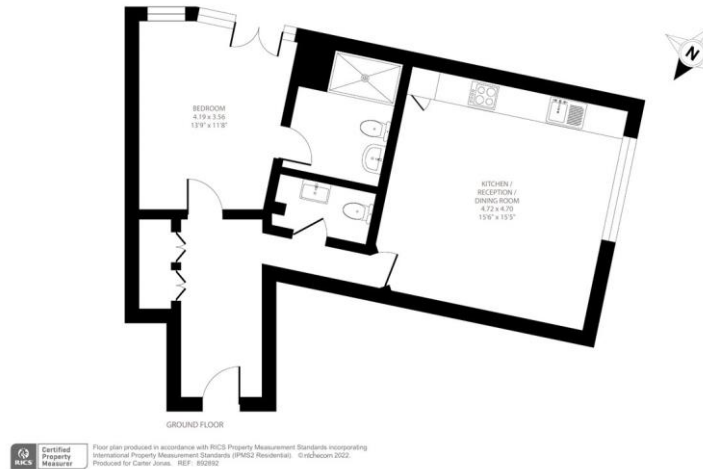 N
BEDROOM
4.19 x 3.56
13'9" x 11'8"
KITCHEN /
RECEPTION /
DINING ROOM
4.72 x 4.70
15'6" x 15'5"
GROUND FLOOR
RICS
Certified
Property
Measurer
Floor plan produced in accordance with RICS Property Measurement Standards incorporating
International Property Measurement Standards (IPMS2 Residential). ©nichecom 2022.
Produced for Carter Jonas. REF: 892692